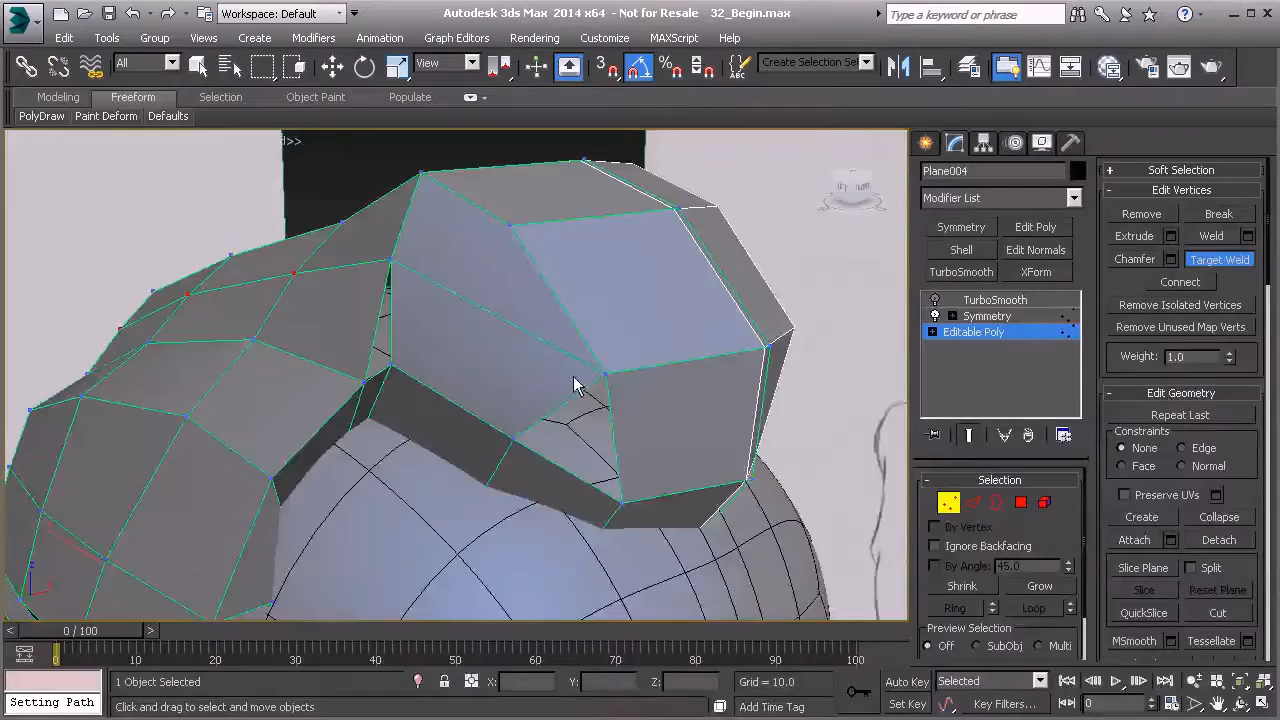 Workspace: Default
Autodesk 3ds Max 2014 x64 - Not for Resale 32_Begin.max
Type a keyword or phrase
Edit Tools Group Views Create Modifiers Animation Graph Editors Rendering Customize MAXScript Help
All View Create Selection Se
Modeling Freeform Selection Object Paint Populate
PolyDraw Paint Deform Defaults
Plane004
Modifier List
Symmetry Edit Poly
Shell Edit Normals
TurboSmooth XForm
TurboSmooth
Symmetry
Editable Poly
Selection
By Vertex
Ignore Backfacing
By Angle: 45.0
Shrink Grow
Ring Loop
Preview Selection
Off SubObj Multi
Soft Selection
Edit Vertices
Remove Break
Extrude Weld
Chamfer Target Weld
Connect
Remove Isolated Vertices
Remove Unused Map Verts
Weight: 1.0
Edit Geometry
Repeat Last
Constraints
None Edge
Face Normal
Preserve UVs
Create Collapse
Attach Detach
Slice Plane Split
Slice Reset Plane
QuickSlice Cut
MSmooth Tessellate
0 / 100
0 10 20 30 40 50 60 70 80 90 100
1 Object Selected X: Y: Z: Grid = 10.0 Auto Key Selected
Setting Path Click and drag to select and move objects Add Time Tag Set Key Key Filters... 0